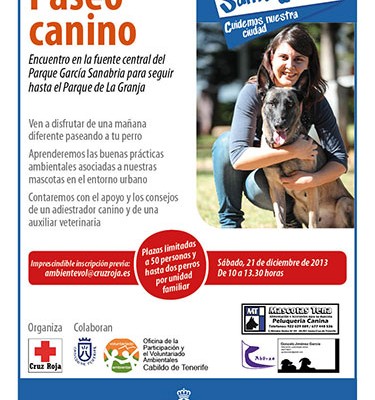 Paseo
canino
Encuentro en la fuente central del
Parque García Sanabria para seguir
hasta el Parque de La Granja
Cuidemos nuestra
ciudad
Ven a disfrutar de una mañana
diferente paseando a tu perro
Aprenderemos las buenas prácticas
ambientales asociadas a nuestras
mascotas en el entorno urbano
Contaremos con el apoyo y los consejos
de un adiestrador canino y de una
auxiliar veterinaria
Imprescindible inscripción previa:
ambientevol@cruzroja.es
Plazas limitadas
a 50 personas y
hasta dos perros
por unidad
familiar
Sábado, 21 de diciembre de 2013
De 10 a 13.30 horas
Organiza
Colaboran
Cruz Roja
Oficina de la
Participación y
el Voluntariado
Ambientales
Cabildo de Tenerife
MT
Mascotas Tena
Peluquería Canina
Gonzalo Jiménez García